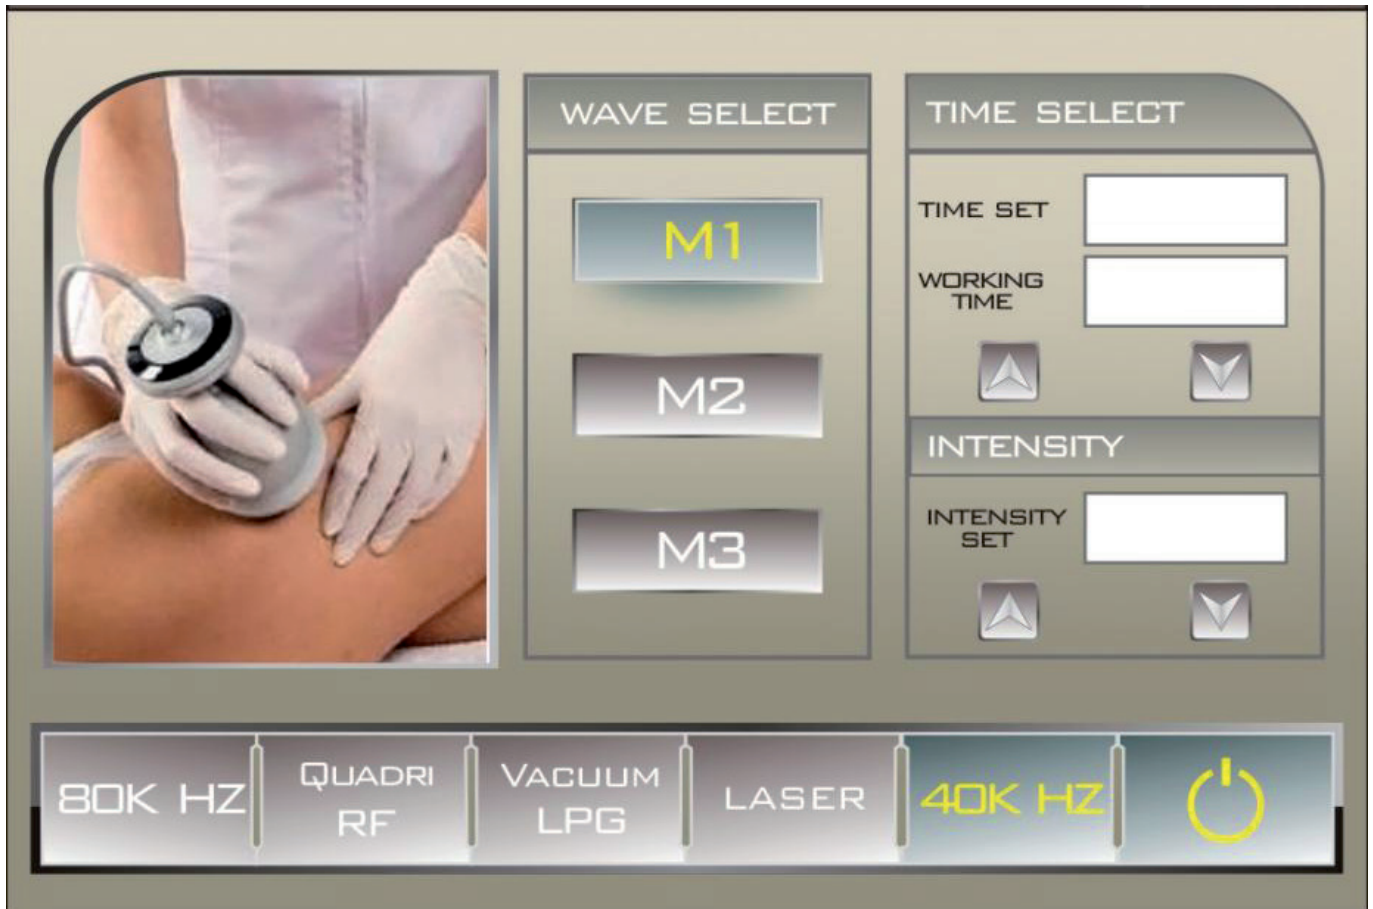 WAVE SELECT
M1
M2
M3
TIME SELECT
TIME SET
WORKING
TIME
INTENSITY
INTENSITY
SET
80K HZ
QUADRI
RF
VACUUM
LPG
LASER
40K HZ